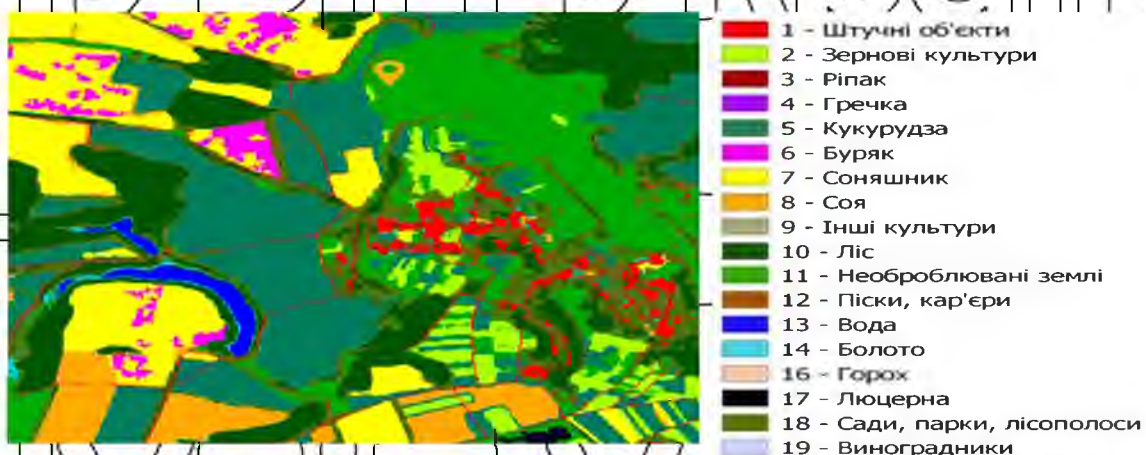 1 - Штучні об'єкти
2 - Зернові культури
3 - Ріпак
4 - Гречка
5 - Кукурудза
6 - Буряк
7 - Соняшник
8 - Соя
9 - Інші культури
10 - Ліс
11 - Необроблювані землі
12 - Піски, кар'єри
13 - Вода
14 - Болото
16 - Горох
17 - Люцерна
18 - Сади, парки, лісополоси
19 - Виноградники